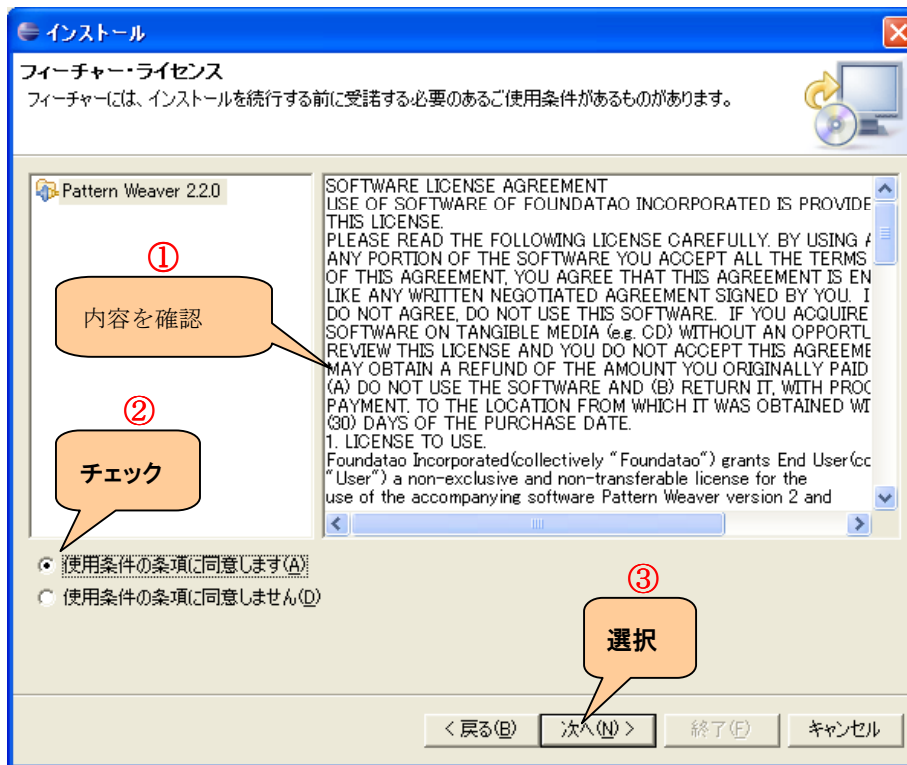 インストール
フィーチャー・ライセンス
フィーチャーには、インストールを続行する前に受諾する必要のあるご使用条件があるものがあります。
Pattern Weaver 2.2.0
①
内容を確認
②
チェック
SOFTWARE LICENSE AGREEMENT
USE OF SOFTWARE OF FOUNDATAO INCORPORATED IS PROVIDE
THIS LICENSE.
PLEASE READ THE FOLLOWING LICENSE CAREFULLY. BY USING
ANY PORTION OF THE SOFTWARE YOU ACCEPT ALL THE TERMS
OF THIS AGREEMENT, YOU AGREE THAT THIS AGREEMENT IS EN
LIKE ANY WRITTEN NEGOTIATED AGREEMENT SIGNED BY YOU. I
DO NOT AGREE, DO NOT USE THIS SOFTWARE. IF YOU ACQUIRE
SOFTWARE ON TANGIBLE MEDIA (e.g. CD) WITHOUT AN OPPORTU
REVIEW THIS LICENSE AND YOU DO NOT ACCEPT THIS AGREEME
MAY OBTAIN A REFUND OF THE AMOUNT YOU ORIGINALLY PAID
(A) DO NOT USE THE SOFTWARE AND (B) RETURN IT, WITH PROO
PAYMENT, TO THE LOCATION FROM WHICH IT WAS OBTAINED WI
(30) DAYS OF THE PURCHASE DATE.
1. LICENSE TO USE.
Foundatao Incorporated(collectively "Foundatao") grants End User(co
"User") a non-exclusive and non-transferable license for the
use of the accompanying software Pattern Weaver version 2 and
使用条件の条項に同意します(A)
使用条件の条項に同意しません(D)
③
選択
< 戻る(B)
次へ(N) >
終了(F)
キャンセル